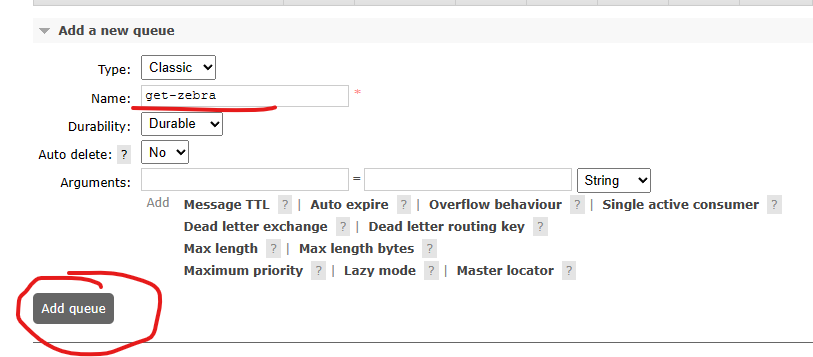 Add a new queue
Type: Classic
Name: get-zebra *
Durability: Durable
Auto delete: ? No
Arguments: = String
Add Message TTL ? | Auto expire ? | Overflow behaviour ? | Single active consumer ?
Dead letter exchange ? | Dead letter routing key ?
Max length ? | Max length bytes ?
Maximum priority ? | Lazy mode ? | Master locator ?
Add queue